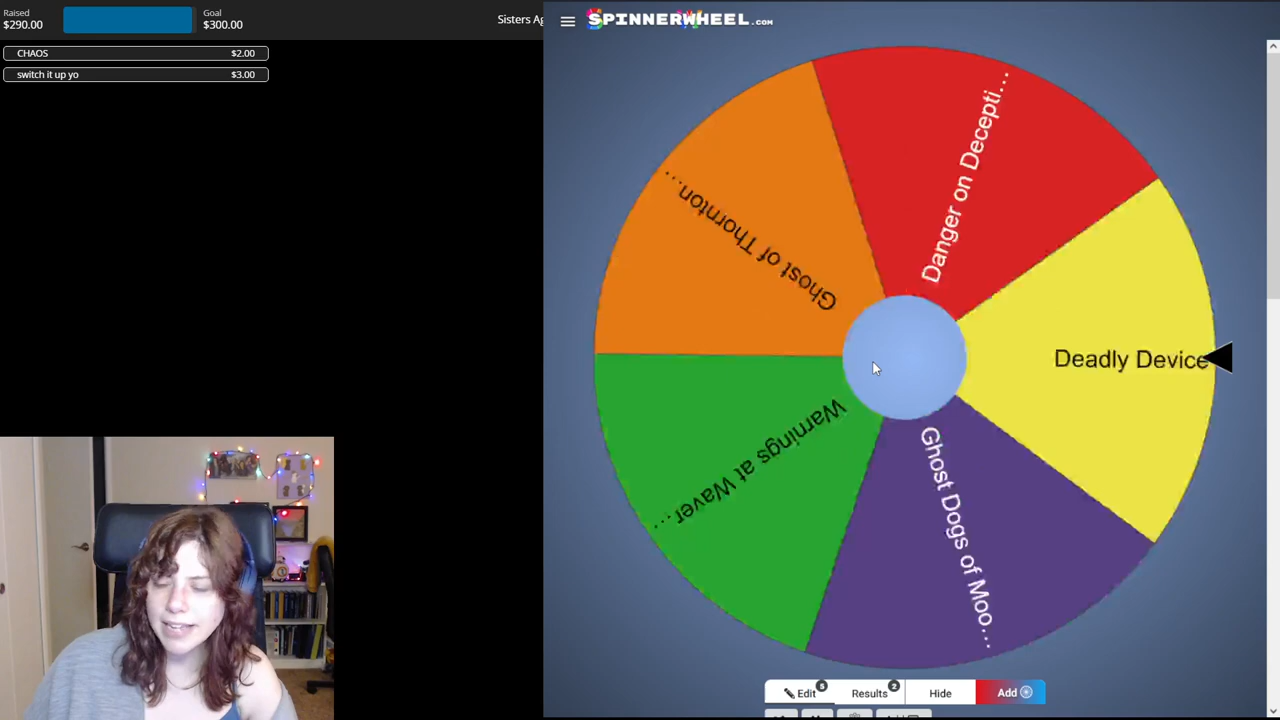 Raised
$290.00
Goal
$300.00
Sisters Ag
CHAOS $2.00
switch it up yo $3.00
SPINNERWHEEL.COM
Danger on Decepti...
Ghost of Thornton...
Deadly Device
Warnings at Waver...
Ghost Dogs of Moo...
Edit 5
Results 2
Hide
Add